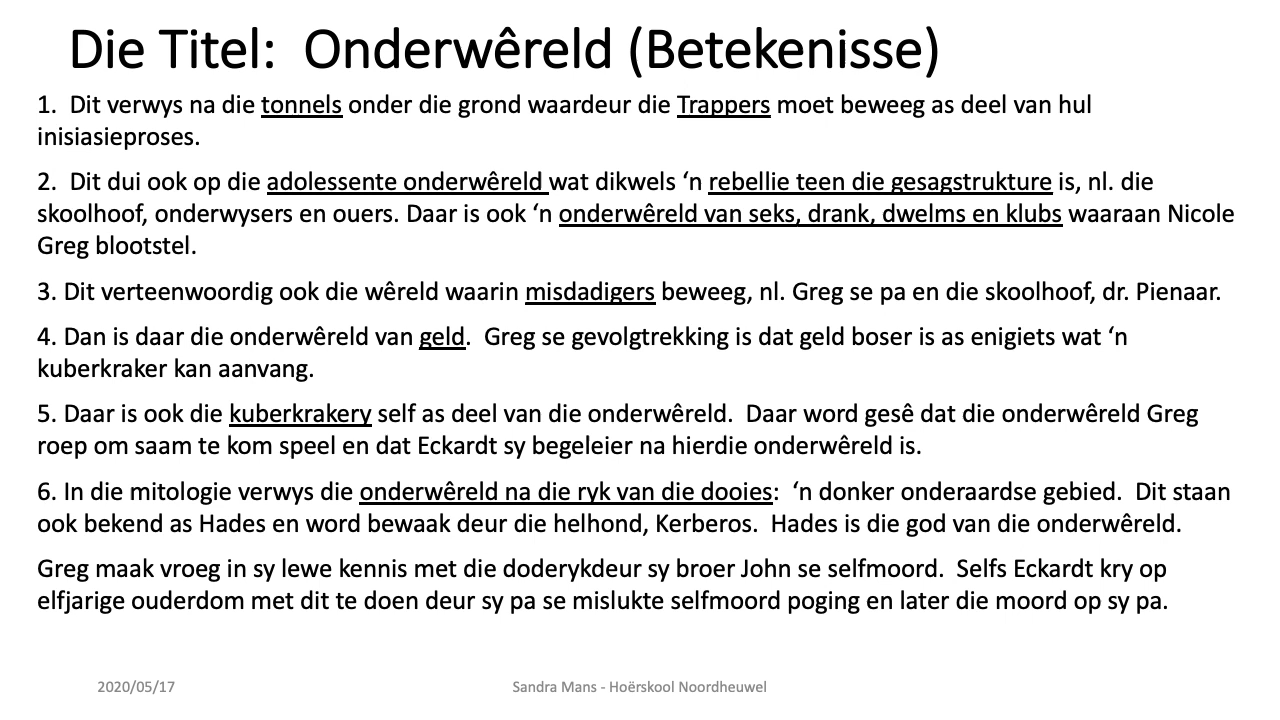 Die Titel:  Onderwêreld (Betekenisse)
1.  Dit verwys na die tonnels onder die grond waardeur die Trappers moet beweeg as deel van hul
inisiasieproses.
2.  Dit dui ook op die adolessente onderwêreld wat dikwels ‘n rebellie teen die gesagstrukture is, nl. die
skoolhoof, onderwysers en ouers. Daar is ook ‘n onderwêreld van seks, drank, dwelms en klubs waaraan Nicole
Greg blootstel.
3. Dit verteenwoordig ook die wêreld waarin misdadigers beweeg, nl. Greg se pa en die skoolhoof, dr. Pienaar.
4. Dan is daar die onderwêreld van geld.  Greg se gevolgtrekking is dat geld boser is as enigiets wat ‘n
kuberkraker kan aanvang.
5. Daar is ook die kuberkrakery self as deel van die onderwêreld.  Daar word gesê dat die onderwêreld Greg
roep om saam te kom speel en dat Eckardt sy begeleier na hierdie onderwêreld is.
6. In die mitologie verwys die onderwêreld na die ryk van die dooies:  ‘n donker onderaardse gebied.  Dit staan
ook bekend as Hades en word bewaak deur die helhond, Kerberos.  Hades is die god van die onderwêreld.
Greg maak vroeg in sy lewe kennis met die doderykdeur sy broer John se selfmoord.  Selfs Eckardt kry op
elfjarige ouderdom met dit te doen deur sy pa se mislukte selfmoord poging en later die moord op sy pa.
2020/05/17
Sandra Mans - Hoërskool Noordheuwel